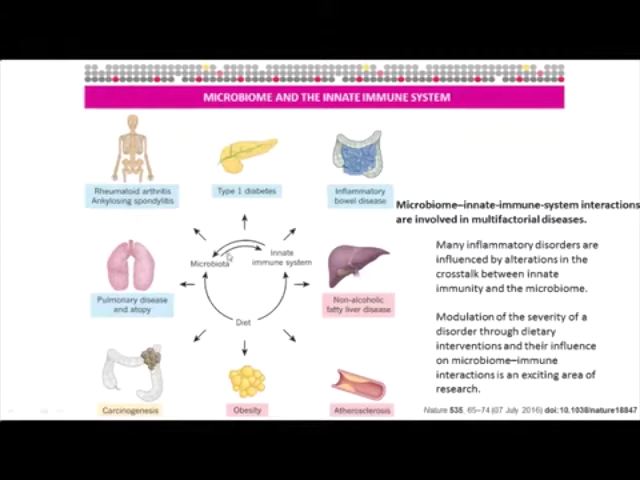 MICROBIOME AND THE INNATE IMMUNE SYSTEM
Rheumatoid arthritis
Ankylosing spondylitis
Type 1 diabetes
Inflammatory
bowel disease
Microbiome–innate-immune-system interactions
are involved in multifactorial diseases.
Microbiota
Innate
immune system
Many inflammatory disorders are
influenced by alterations in the
crosstalk between innate
immunity and the microbiome.
Pulmonary disease
and atopy
Diet
Non-alcoholic
fatty liver disease
Modulation of the severity of a
disorder through dietary
interventions and their influence
on microbiome–immune
interactions is an exciting area of
research.
Carcinogenesis
Obesity
Atherosclerosis
Nature 535, 65–74 (07 July 2016) doi:10.1038/nature18847